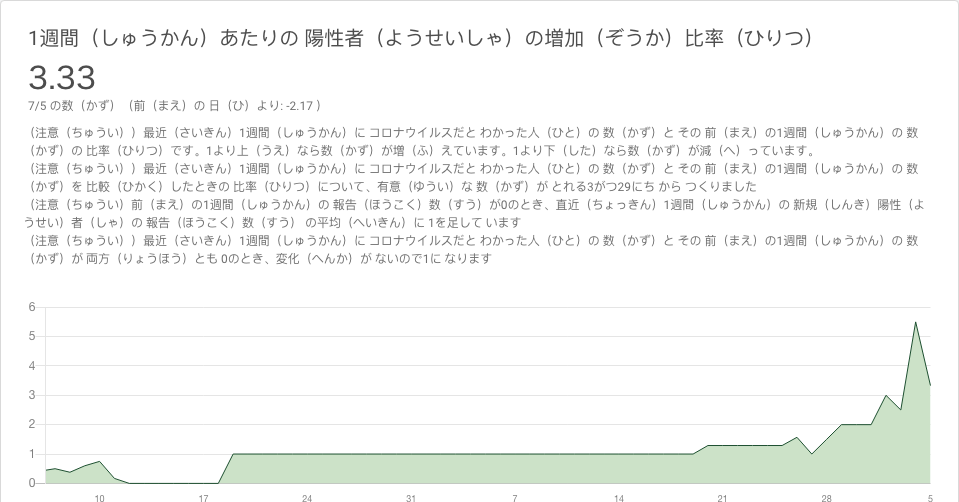 1週間（しゅうかん）あたりの 陽性者（ようせいしゃ）の増加（ぞうか）比率（ひりつ）
3.33
7/5 の数（かず）（前（まえ）の 日（ひ）より: -2.17 ）
（注意（ちゅうい））最近（さいきん）1週間（しゅうかん）に コロナウイルスだと わかった人（ひと）の 数（かず）と その 前（まえ）の1週間（しゅうかん）の 数
（かず）の 比率（ひりつ）です。1より上（うえ）なら数（かず）が増（ふ）えています。1より下（した）なら数（かず）が減（へ）っています。
（注意（ちゅうい））最近（さいきん）1週間（しゅうかん）に コロナウイルスだと わかった人（ひと）の 数（かず）と その 前（まえ）の1週間（しゅうかん）の 数
（かず）を 比較（ひかく）したときの 比率（ひりつ）について、有意（ゆうい）な 数（かず）が とれる3がつ29にち から つくりました
（注意（ちゅうい）前（まえ）の1週間（しゅうかん）の 報告（ほうこく）数（すう）が0のとき、直近（ちょっきん）1週間（しゅうかん）の 新規（しんき）陽性（よ
うせい）者（しゃ）の 報告（ほうこく）数（すう） の平均（へいきん）に 1を足して います
（注意（ちゅうい））最近（さいきん）1週間（しゅうかん）に コロナウイルスだと わかった人（ひと）の 数（かず）と その 前（まえ）の1週間（しゅうかん）の 数
（かず）が 両方（りょうほう）とも 0のとき、変化（へんか）が ないので1に なります
6
5
4
3
2
1
0
10 17 24 31 7 14 21 28 5